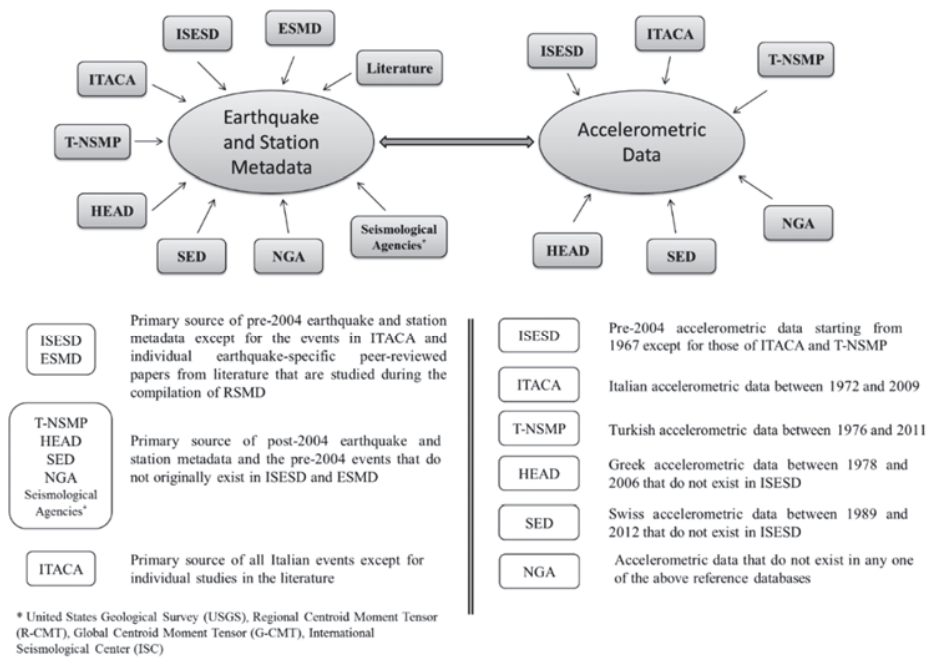 ISESD
ESMD
Literature
ITACA
T-NSMP
HEAD
SED
NGA
Seismological
Agencies*
Earthquake
and Station
Metadata
ISESD
ITACA
T-NSMP
Accelerometric
Data
HEAD
SED
NGA
ISESD
ESMD
Primary source of pre-2004 earthquake and station
metadata except for the events in ITACA and
individual earthquake-specific peer-reviewed
papers from literature that are studied during the
compilation of RSMD
T-NSMP
HEAD
SED
NGA
Seismological
Agencies*
Primary source of post-2004 earthquake and
station metadata and the pre-2004 events that do
not originally exist in ISESD and ESMD
ITACA
Primary source of all Italian events except for
individual studies in the literature
* United States Geological Survey (USGS), Regional Centroid Moment Tensor
(R-CMT), Global Centroid Moment Tensor (G-CMT), International
Seismological Center (ISC)
ISESD
Pre-2004 accelerometric data starting from
1967 except for those of ITACA and T-NSMP
ITACA
Italian accelerometric data between 1972 and 2009
T-NSMP
Turkish accelerometric data between 1976 and 2011
HEAD
Greek accelerometric data between 1978 and
2006 that do not exist in ISESD
SED
Swiss accelerometric data between 1989 and
2012 that do not exist in ISESD
NGA
Accelerometric data that do not exist in any one
of the above reference databases